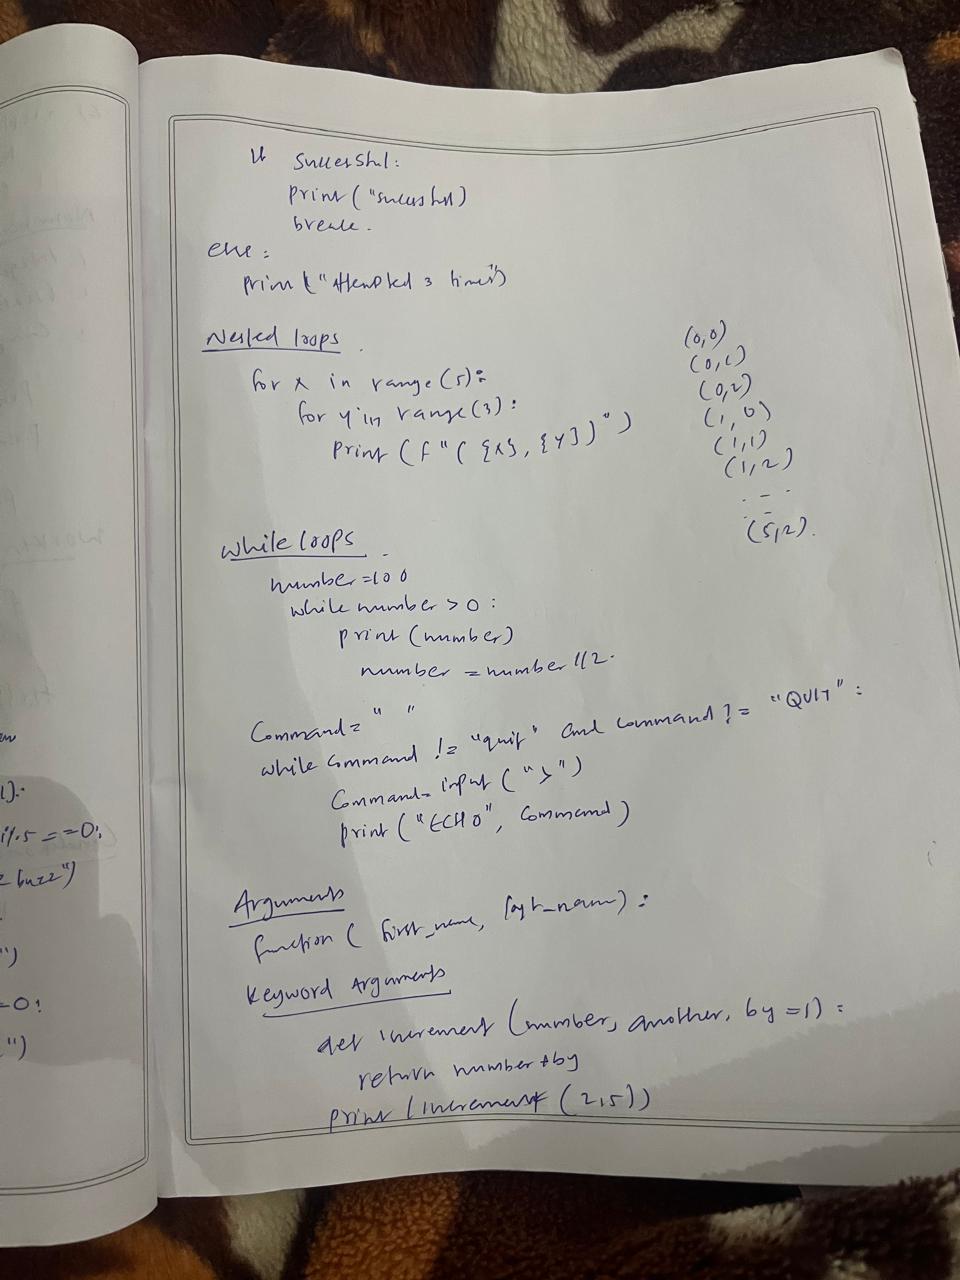 if successful:
print("successful)
break.
else:
print("Attempted 3 times")
Nested loops
for x in range(5):
for y in range(3):
print(f"({x}, {y})")
(0,0)
(0,1)
(0,2)
(1,0)
(1,1)
(1,2)
. - -
-
(5,2).
while loops
number=100
while number > 0:
print(number)
number = number //2.
Command= " "
while command != "quit" and command != "QUIT":
Command= input(">")
print("ECHO", Command)
Arguments
function ( first_name, last_name):
Keyword Arguments
def increment (number, another, by=1):
return number+by
print(increment (2,5))
i%5==0:
buzz")
")
=0:
")